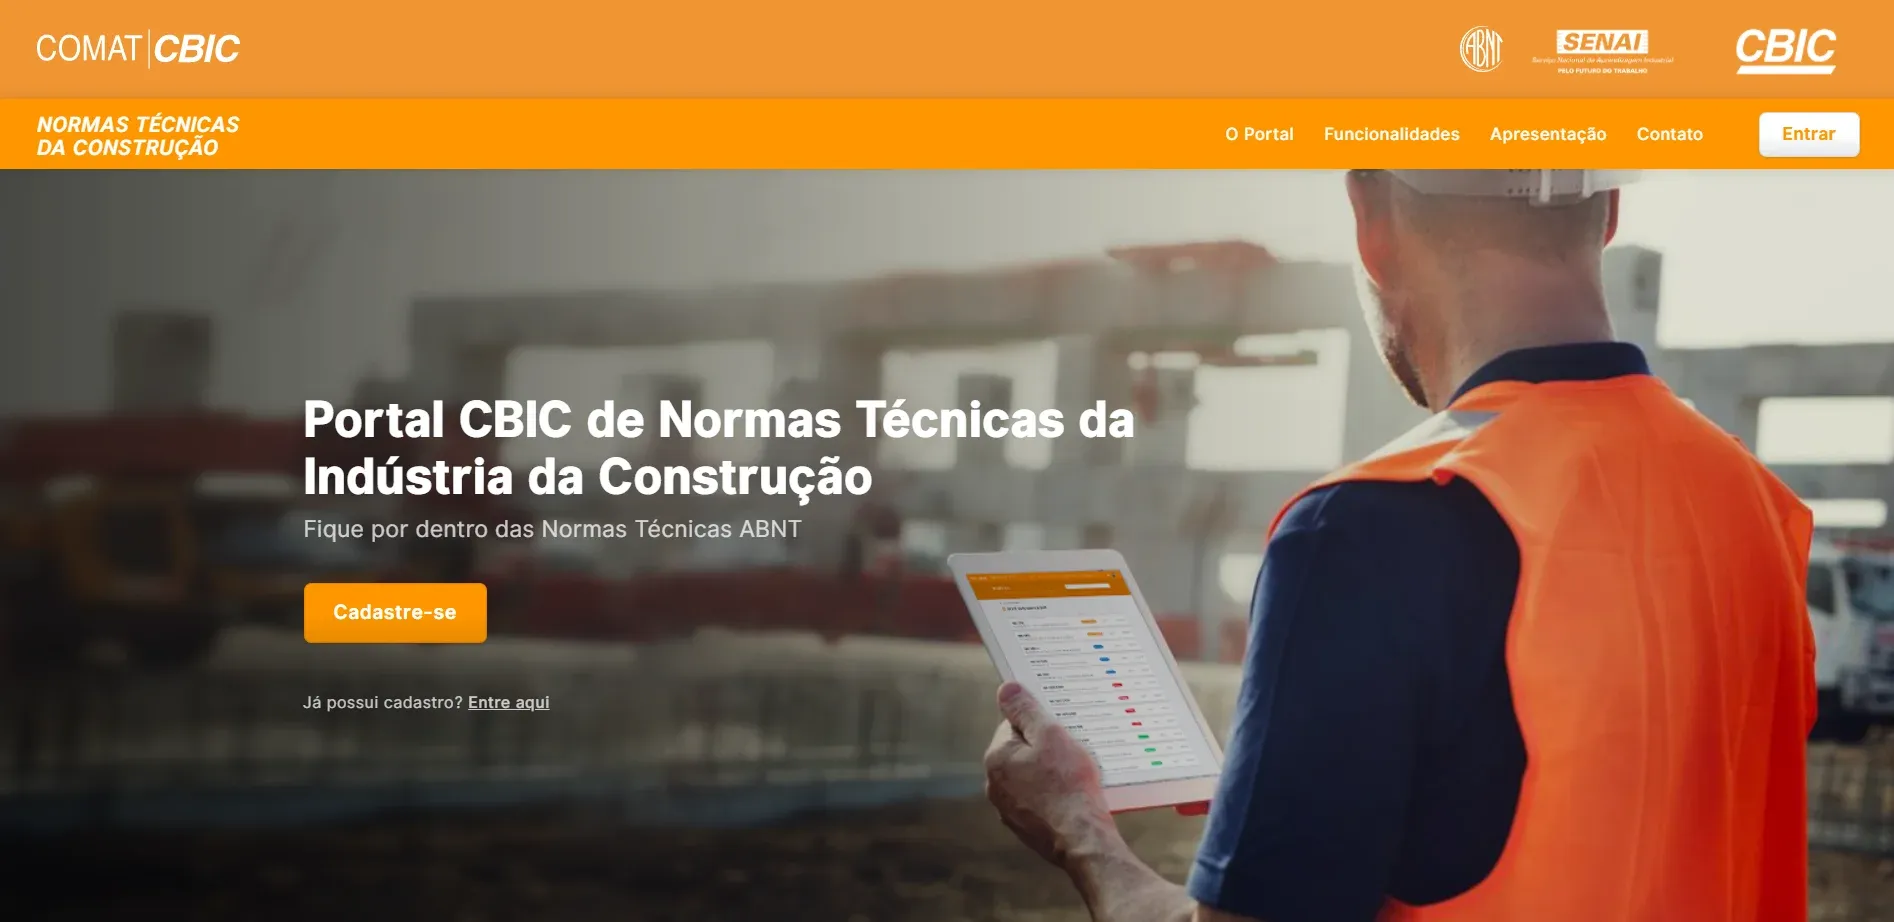 COMAT|CBIC
ABNT
SENAI
Serviço Nacional de Aprendizagem Industrial
PELO FUTURO DO TRABALHO
CBIC
NORMAS TÉCNICAS
DA CONSTRUÇÃO
O Portal
Funcionalidades
Apresentação
Contato
Entrar
Portal CBIC de Normas Técnicas da
Indústria da Construção
Fique por dentro das Normas Técnicas ABNT
Cadastre-se
Já possui cadastro? Entre aqui